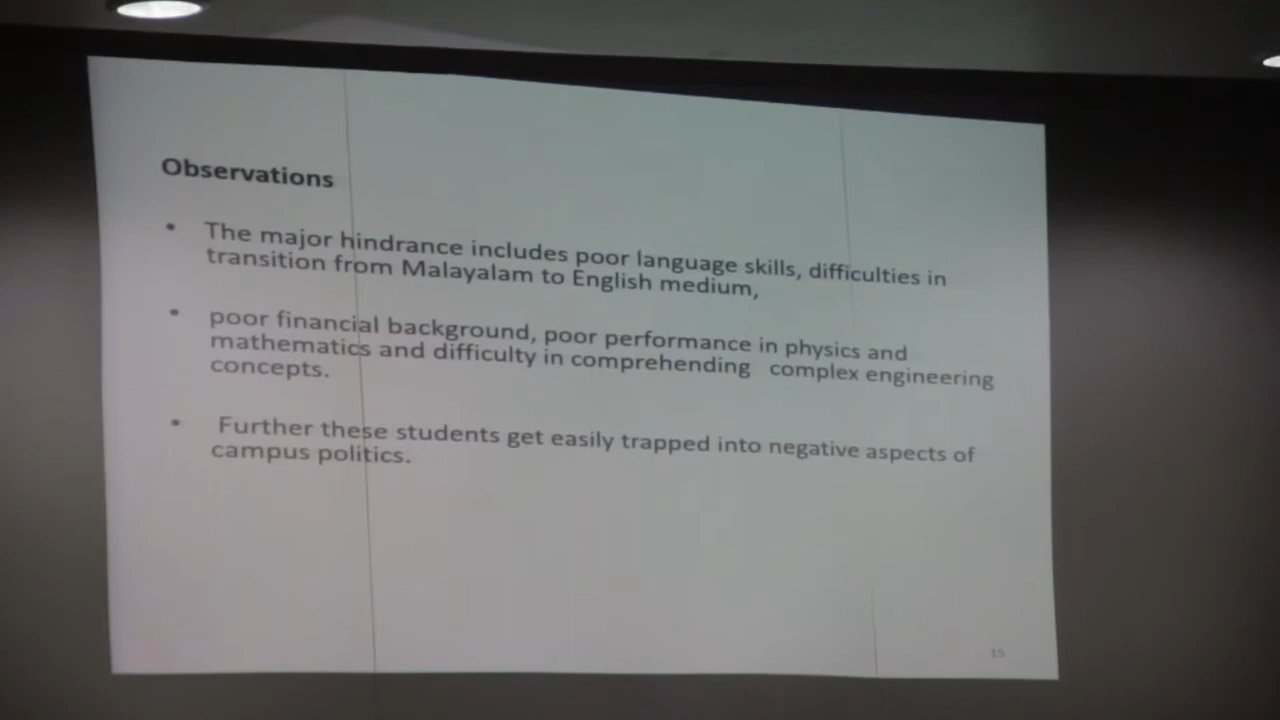 Observations
• The major hindrance includes poor language skills, difficulties in
transition from Malayalam to English medium,
• poor financial background, poor performance in physics and
mathematics and difficulty in comprehending complex engineering
concepts.
• Further these students get easily trapped into negative aspects of
campus politics.
15